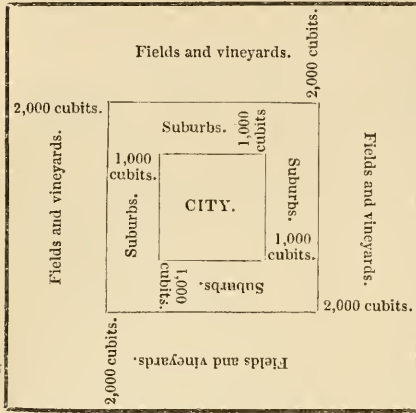 Fields and vineyards.
2,000 cubits.
2,000 cubits.
Suburbs.
1,000
cubits
1,000
cubits.
Fields and vineyards.
Suburbs.
CITY.
Suburbs.
Fields and vineyards.
1,000
cubits.
1,000
cubits.
Suburbs.
2,000 cubits.
2,000 cubits.
Fields and vineyards.